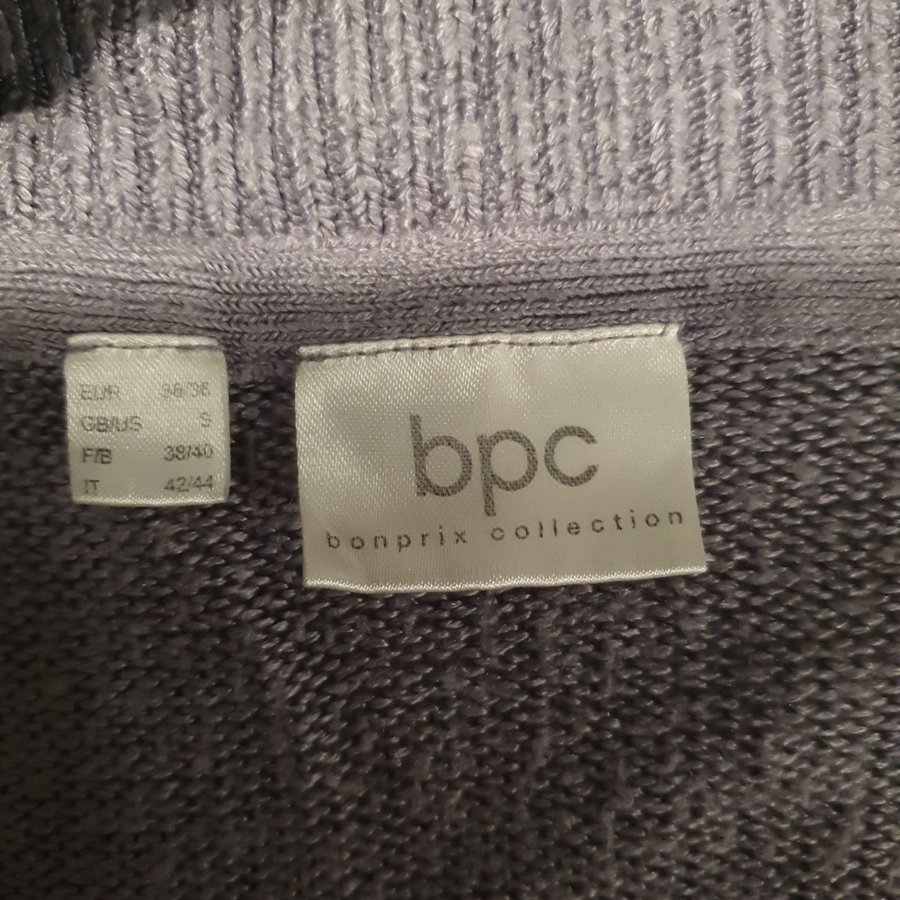 EUR 36/38
GB/US S
F/B 38/40
IT 42/44
bpc
bonprix collection